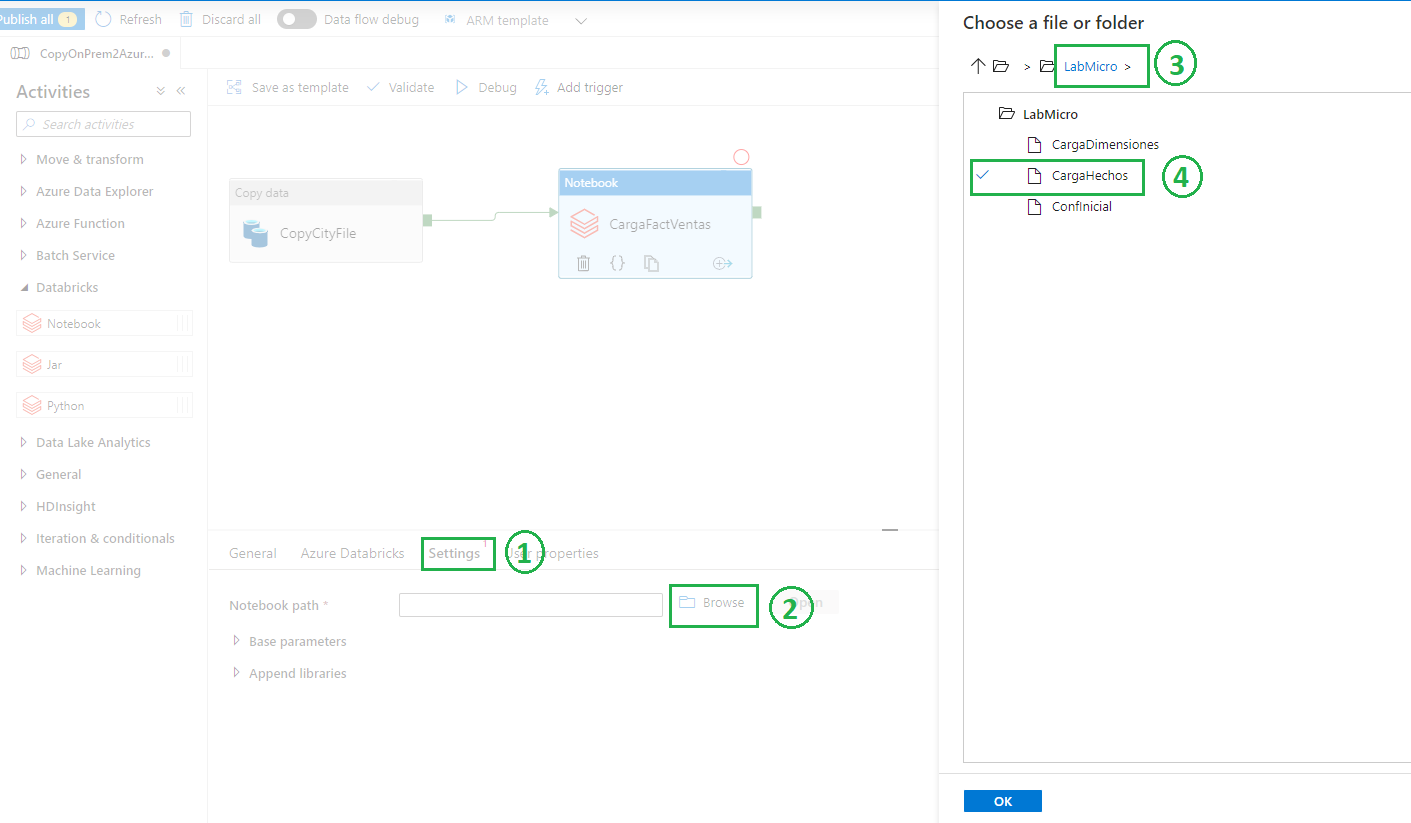 Publish all 1 Refresh Discard all Data flow debug ARM template
CopyOnPrem2Azur...
Activities
Search activities
Move & transform
Azure Data Explorer
Azure Function
Batch Service
Databricks
Notebook
Jar
Python
Data Lake Analytics
General
HDInsight
Iteration & conditionals
Machine Learning
Save as template Validate Debug Add trigger
Copy data
CopyCityFile
Notebook
CargaFactVentas
General Azure Databricks Settings 1 User properties
1
Notebook path * Browse Open
2
Base parameters
Append libraries
Choose a file or folder
> LabMicro >
3
LabMicro
CargaDimensiones
CargaHechos
4
ConfInicial
OK